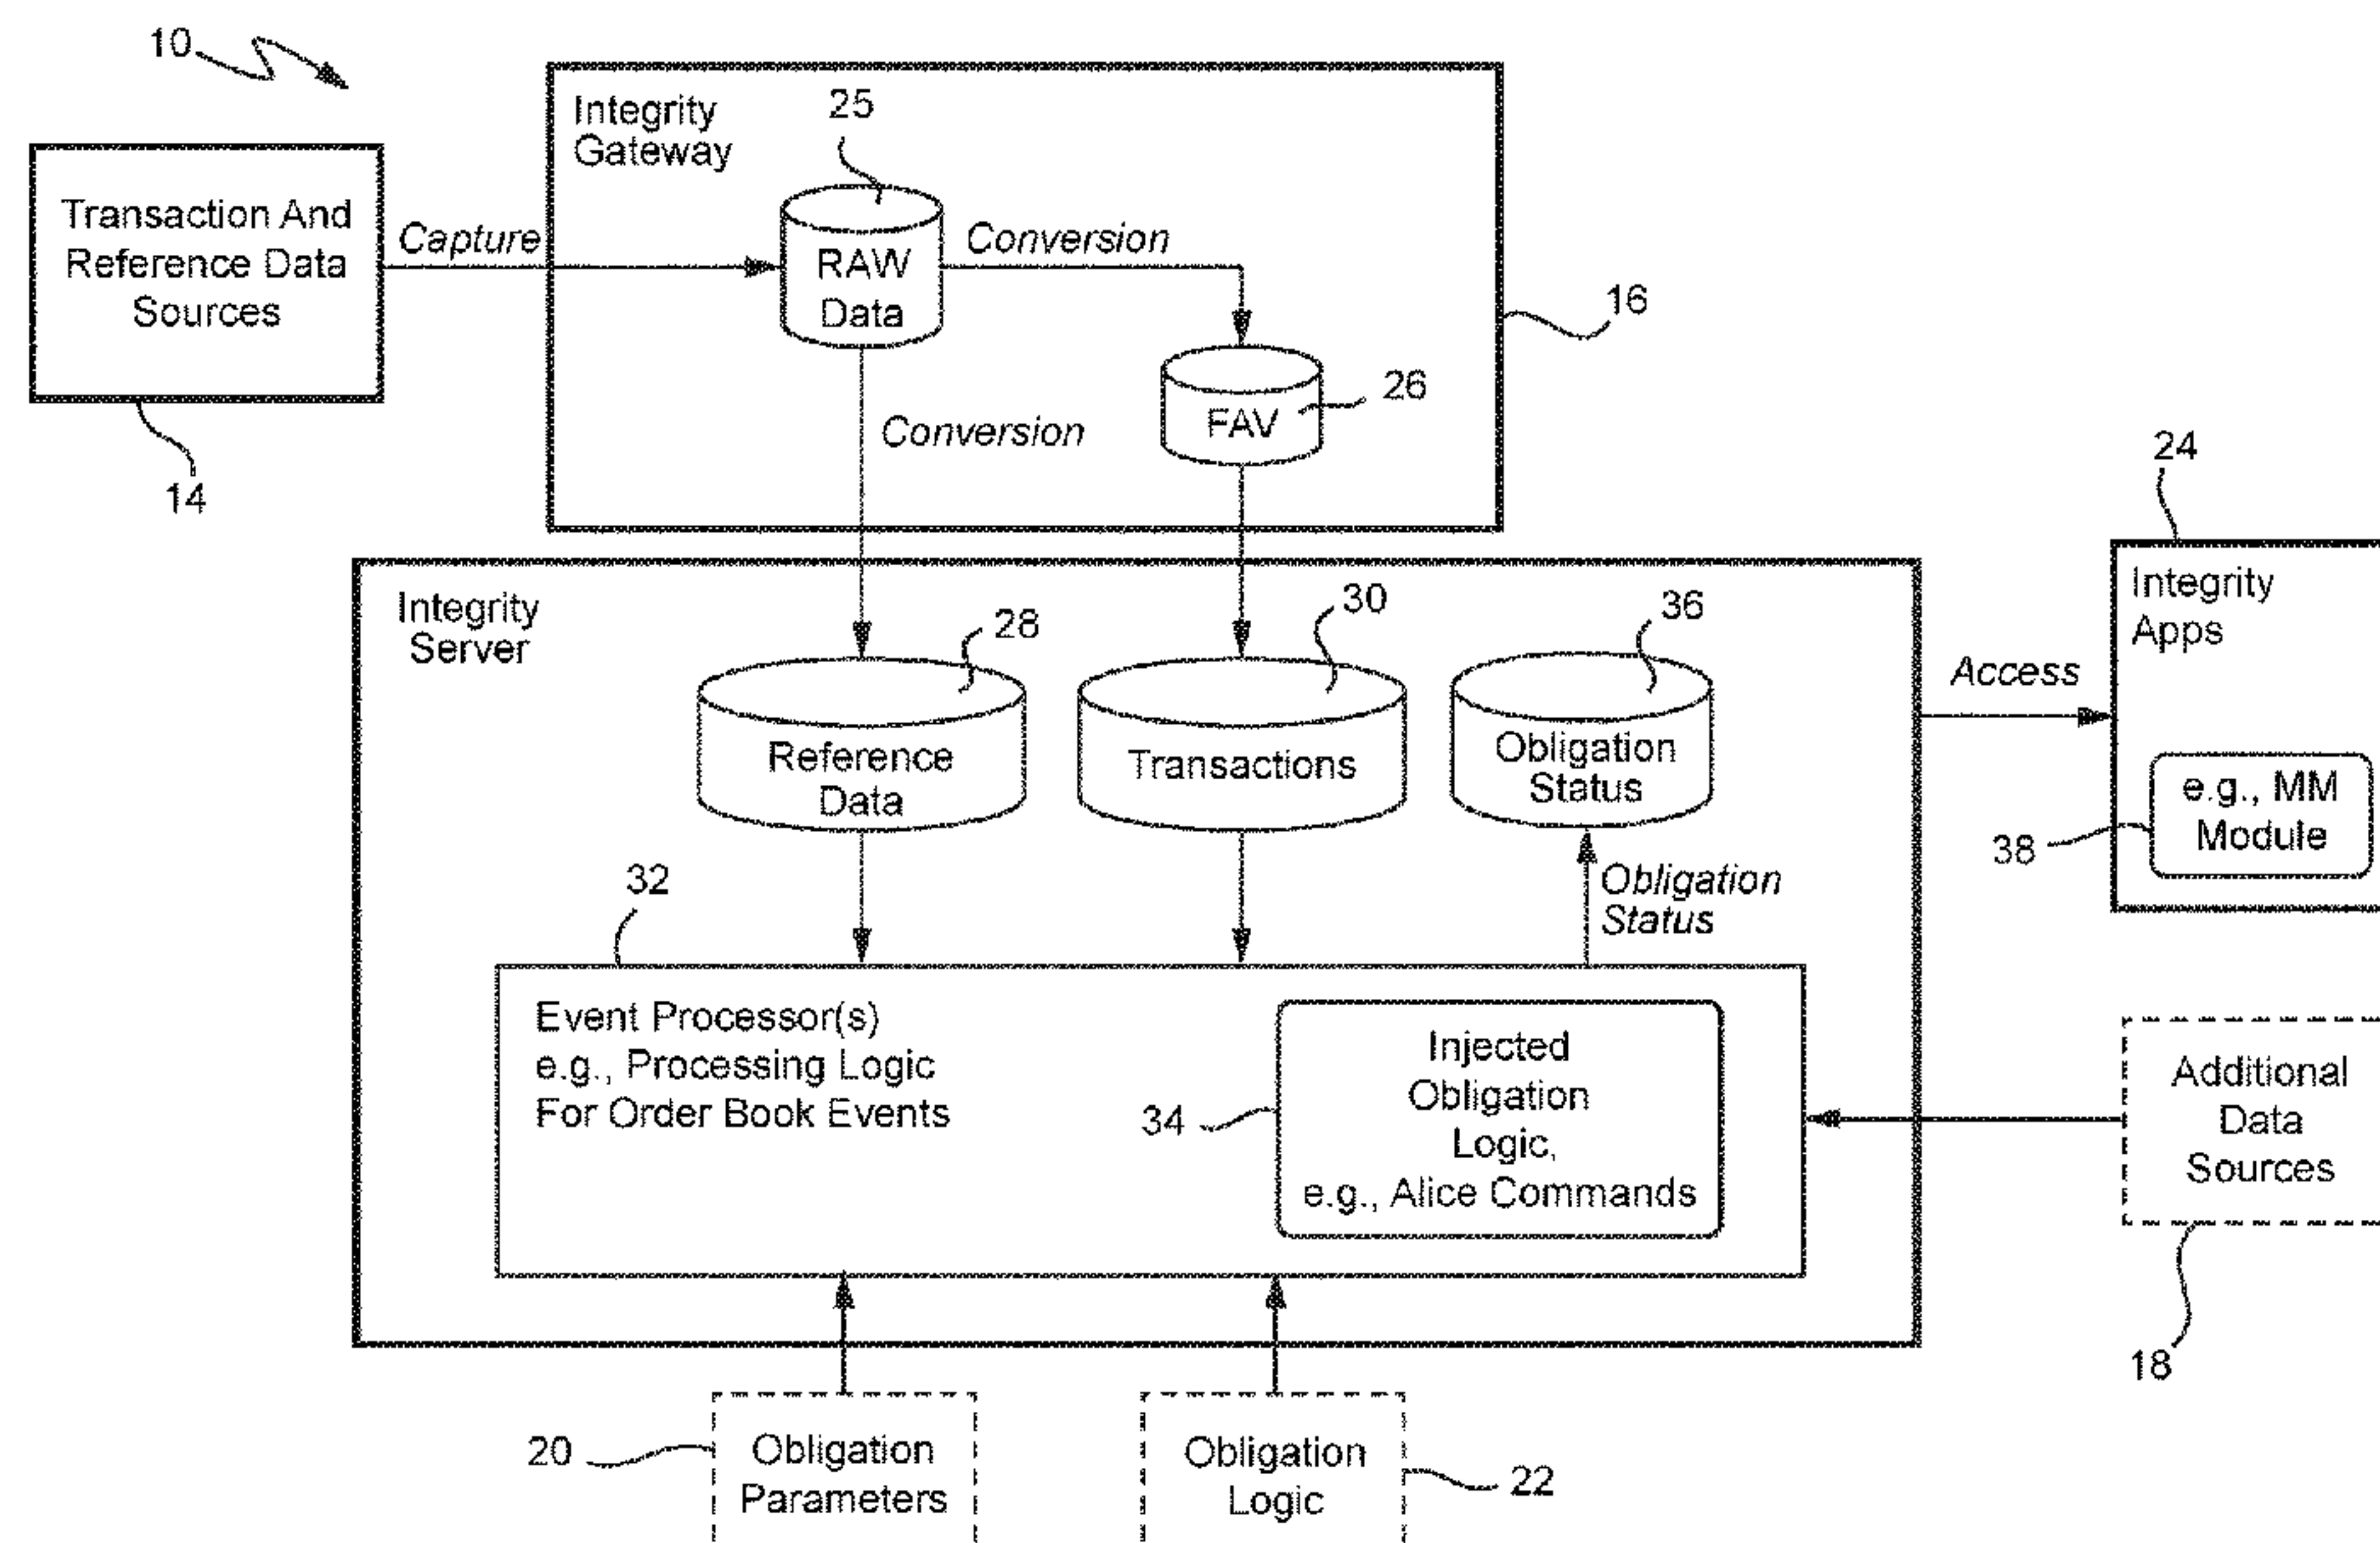 10
Integrity
Gateway
25
Transaction And
Reference Data
Sources
Capture
RAW
Data
Conversion
16
FAV
26
Conversion
14
24
Integrity
Apps
Integrity
Server
28
30
36
Access
Reference
Data
Transactions
Obligation
Status
e.g., MM
Module
38
32
Obligation
Status
Event Processor(s)
e.g., Processing Logic
For Order Book Events
34
Injected
Obligation
Logic,
e.g., Alice Commands
Additional
Data
Sources
18
20
Obligation
Parameters
Obligation
Logic
22